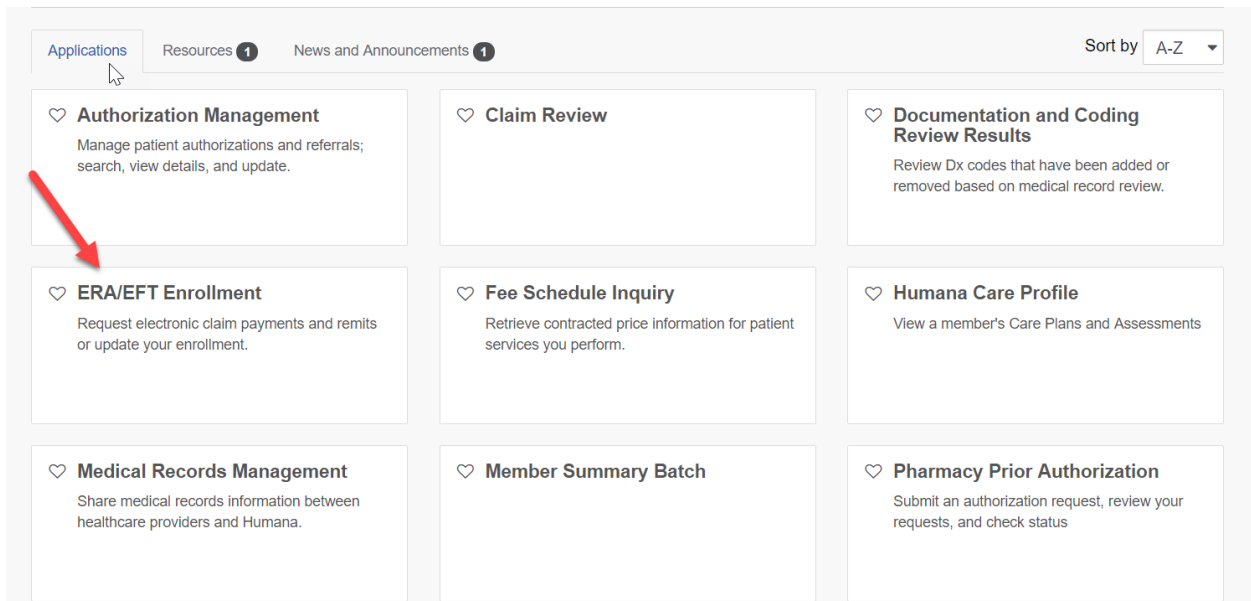 Applications
Resources 1
News and Announcements 1
Sort by A-Z
Authorization Management
Manage patient authorizations and referrals;
search, view details, and update.
Claim Review
Documentation and Coding
Review Results
Review Dx codes that have been added or
removed based on medical record review.
ERA/EFT Enrollment
Request electronic claim payments and remits
or update your enrollment.
Fee Schedule Inquiry
Retrieve contracted price information for patient
services you perform.
Humana Care Profile
View a member's Care Plans and Assessments
Medical Records Management
Share medical records information between
healthcare providers and Humana.
Member Summary Batch
Pharmacy Prior Authorization
Submit an authorization request, review your
requests, and check status